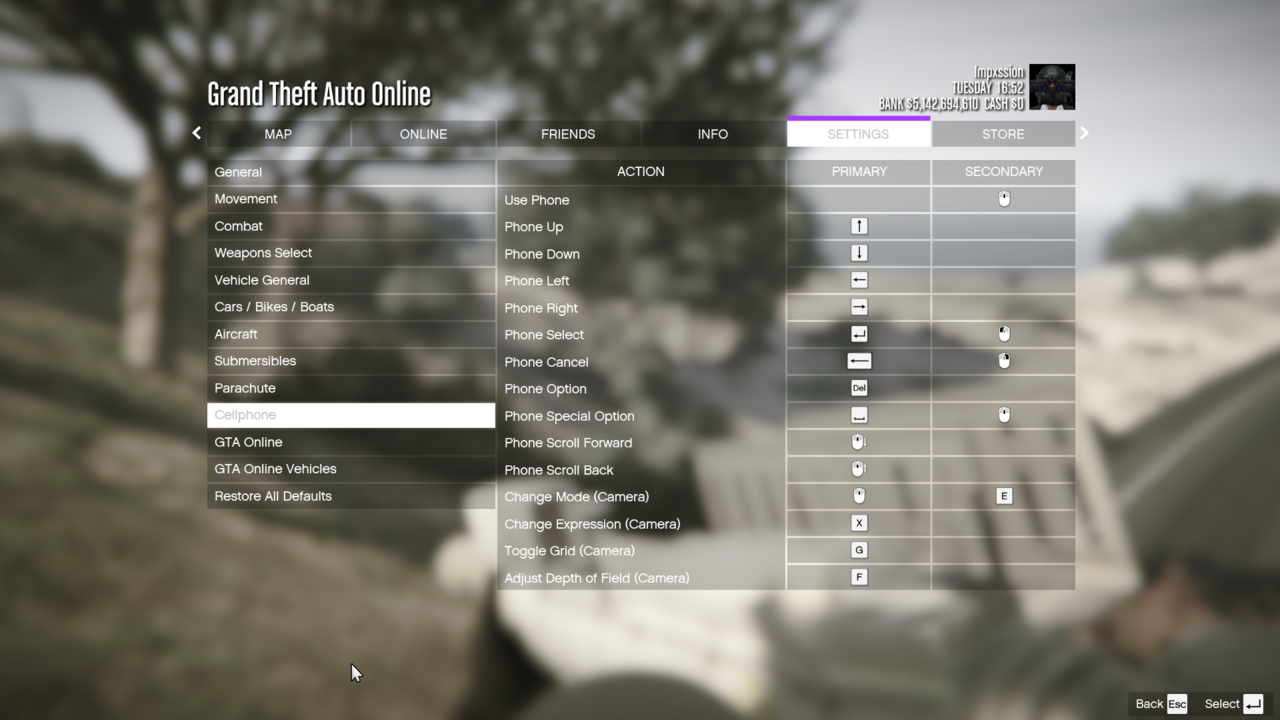 Grand Theft Auto Online
Impxssion
TUESDAY 16:52
BANK $5,142,694,610 CASH $0
MAP ONLINE FRIENDS INFO SETTINGS STORE
General ACTION PRIMARY SECONDARY
Movement Use Phone
Combat Phone Up
Weapons Select Phone Down
Vehicle General Phone Left
Cars / Bikes / Boats Phone Right
Aircraft Phone Select
Submersibles Phone Cancel
Parachute Phone Option Del
Cellphone Phone Special Option
GTA Online Phone Scroll Forward
GTA Online Vehicles Phone Scroll Back
Restore All Defaults Change Mode (Camera) E
Change Expression (Camera) X
Toggle Grid (Camera) G
Adjust Depth of Field (Camera) F
Back Esc Select